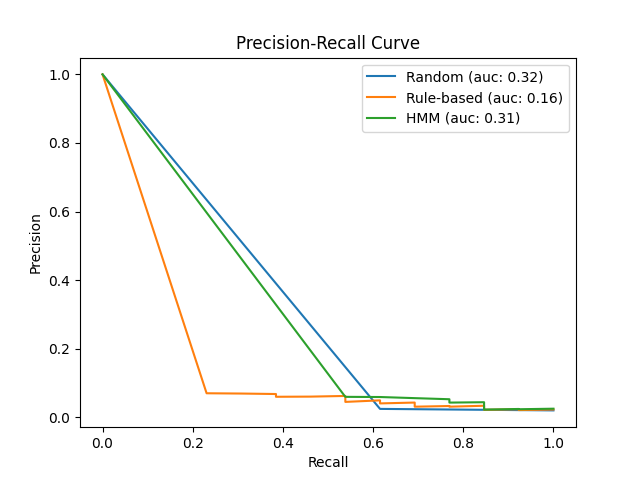 Precision-Recall Curve
Random (auc: 0.32)
Rule-based (auc: 0.16)
HMM (auc: 0.31)
Precision
1.0
0.8
0.6
0.4
0.2
0.0
0.0 0.2 0.4 0.6 0.8 1.0
Recall